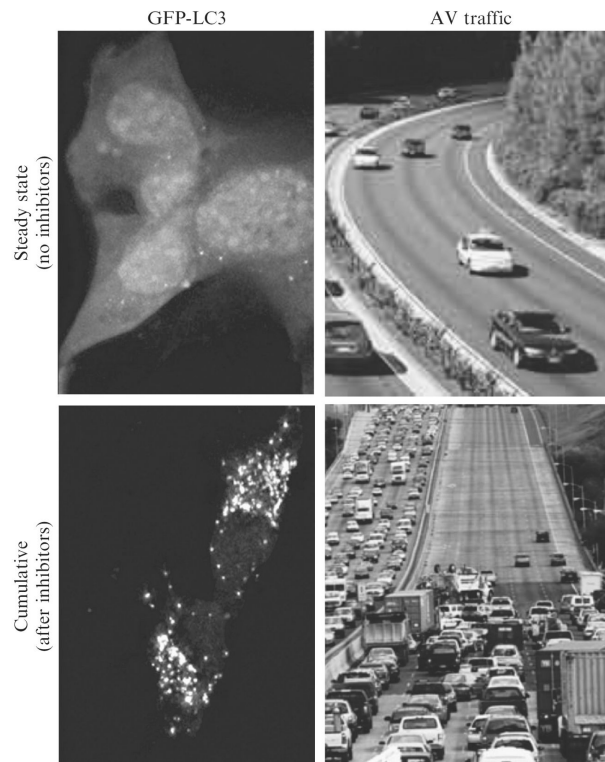 GFP-LC3
AV traffic
Steady state
(no inhibitors)
Cumulative
(after inhibitors)